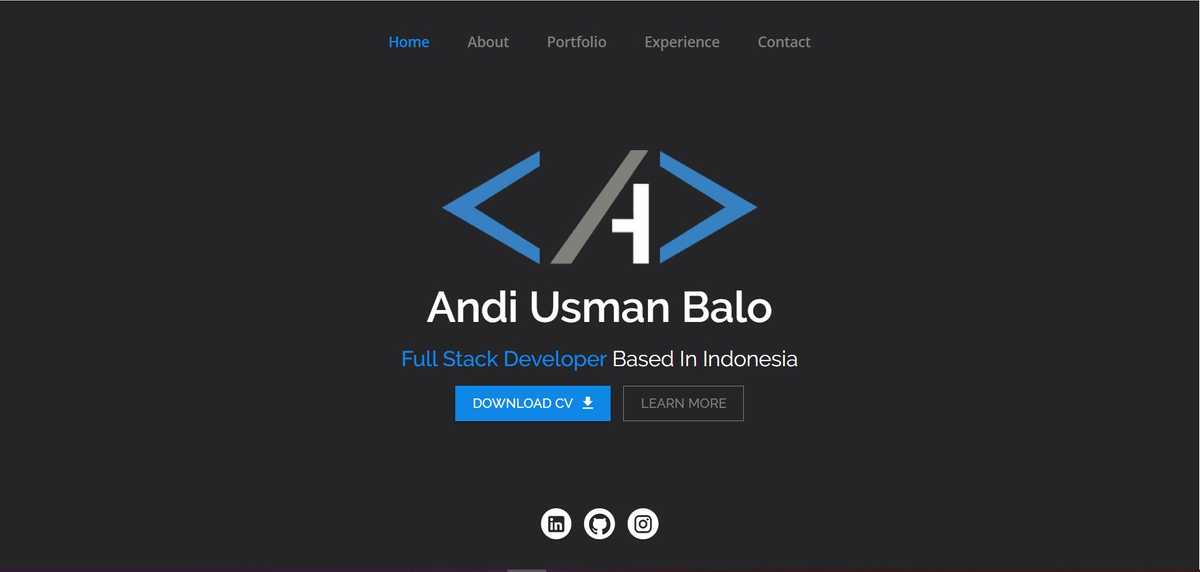 Home About Portfolio Experience Contact
Andi Usman Balo
Full Stack Developer Based In Indonesia
DOWNLOAD CV LEARN MORE